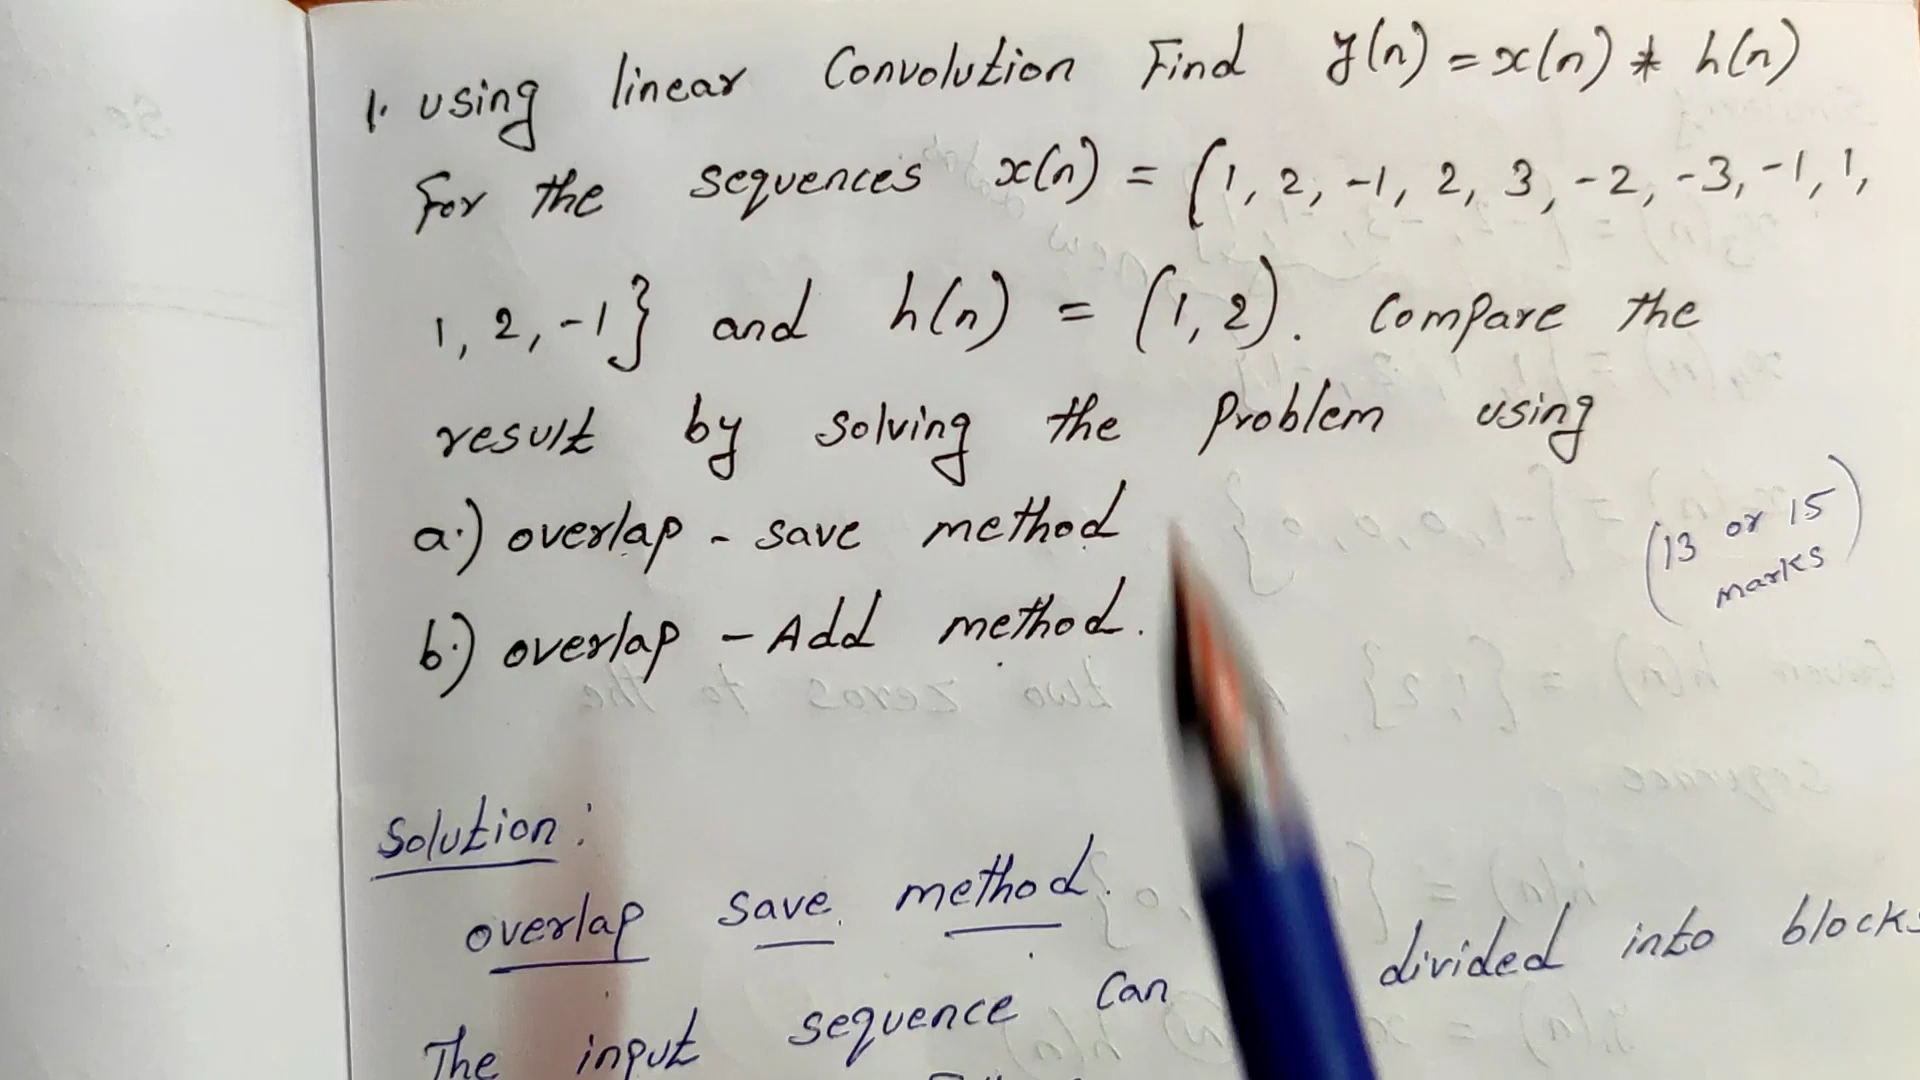 1. using linear Convolution Find y(n) = x(n) * h(n)
For the sequences x(n) = (1, 2, -1, 2, 3, -2, -3, -1, 1,
1, 2, -1} and h(n) = (1, 2). Compare the
result by solving the Problem using
a.) overlap - save method
(13 or 15
marks)
b.) overlap - Add method.
Solution:
overlap save method.
The input sequence Can divided into blocks